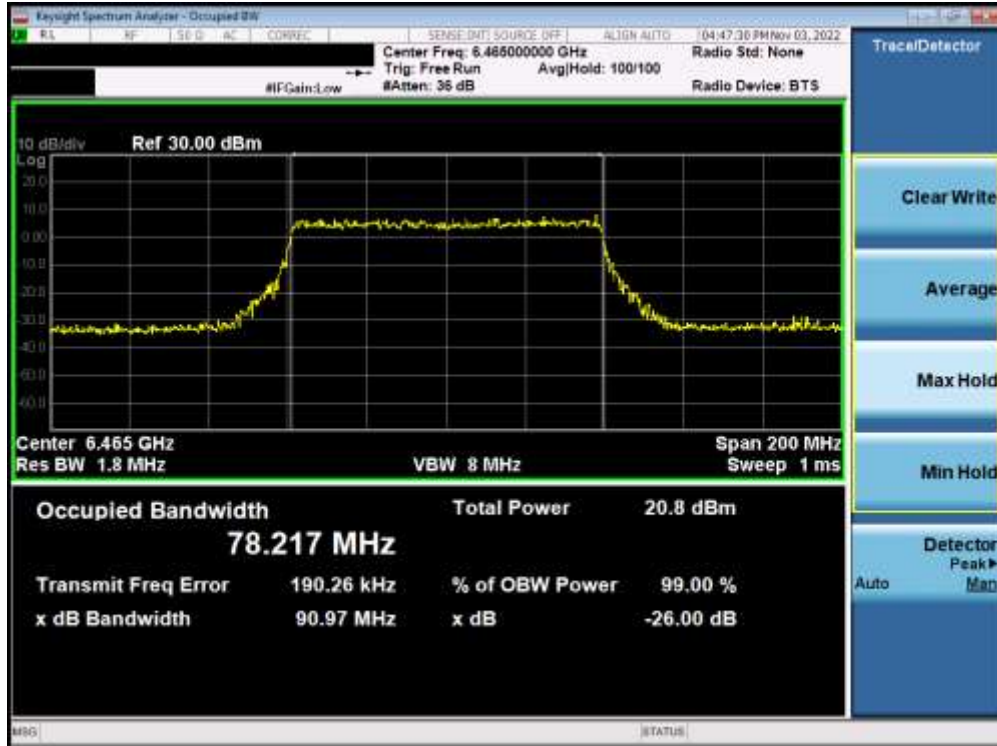 Keysight Spectrum Analyzer - Occupied BW
RL RF 50 Ω AC CORREC SENSE:INT SOURCE OFF ALIGN AUTO 04:47:30 PM Nov 03, 2022
Center Freq: 6.465000000 GHz Radio Std: None
Trig: Free Run Avg|Hold: 100/100
#IFGain:Low #Atten: 36 dB Radio Device: BTS
Trace/Detector
10 dB/div Ref 30.00 dBm
Log
20.0
10.0
0.00
-10.0
-20.0
-30.0
-40.0
-50.0
-60.0
Center 6.465 GHz Span 200 MHz
Res BW 1.8 MHz VBW 8 MHz Sweep 1 ms
Occupied Bandwidth Total Power 20.8 dBm
78.217 MHz
Transmit Freq Error 190.26 kHz % of OBW Power 99.00 %
x dB Bandwidth 90.97 MHz x dB -26.00 dB
Clear Write
Average
Max Hold
Min Hold
Detector
Peak▶
Auto Man
MSG STATUS